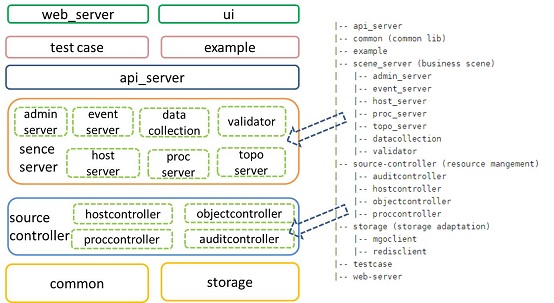 web_server
ui
test case
example
api_server
admin
server
event
server
data
collection
validator
sence
server
host
server
proc
server
topo
server
source
controller
hostcontroller
objectcontroller
proccontroller
auditcontroller
common
storage
|-- api_server
|-- common (common lib)
|-- example
|-- scene_server (business scene)
| |-- admin_server
| |-- event_server
| |-- host_server
| |-- proc_server
| |-- topo_server
| |-- datacollection
| |-- validator
|-- source-controller (resource mangement)
| |-- auditcontroller
| |-- hostcontroller
| |-- objectcontroller
| |-- proccontroller
|-- storage (storage adaptation)
| |-- mgoclient
| |-- redisclient
|-- testcase
|-- web-server